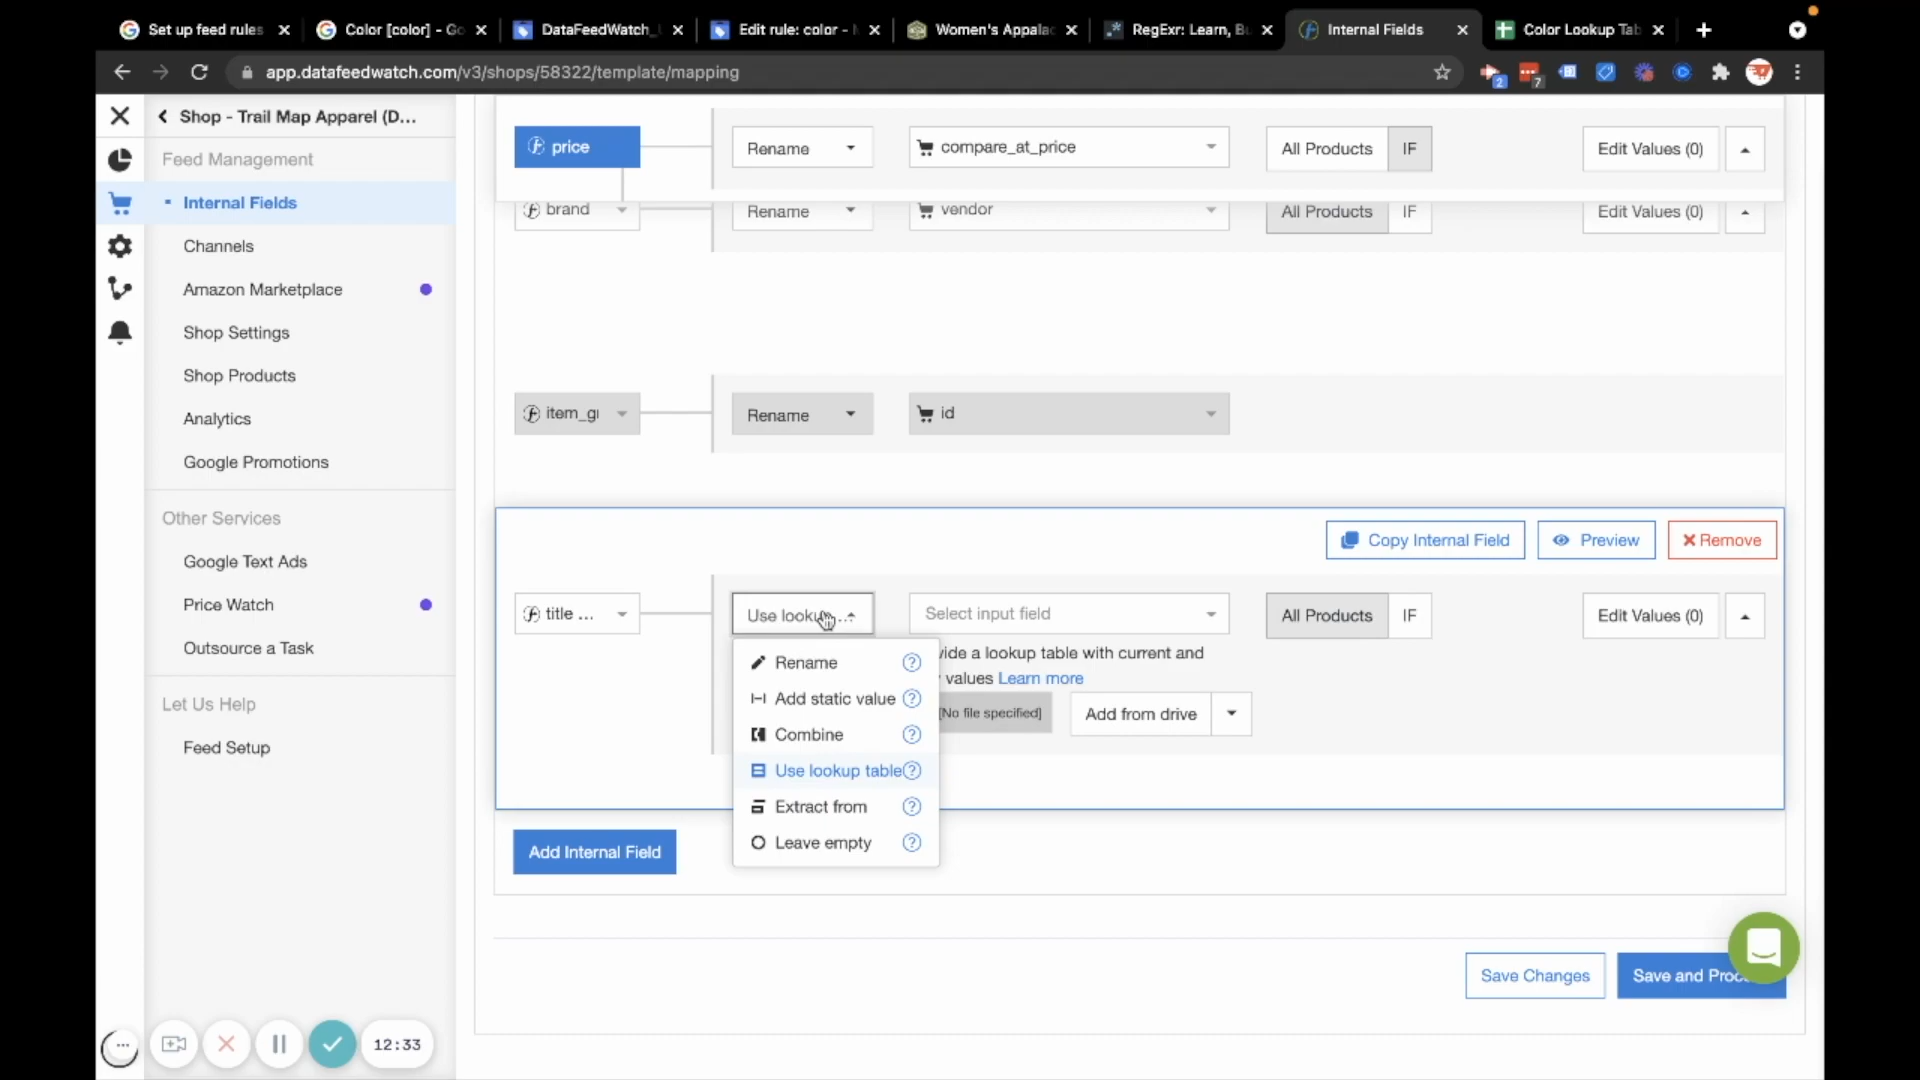 Set up feed rules
Color [color] - Go
DataFeedWatch_
Edit rule: color -
Women's Appalac
RegExr: Learn, Bu
Internal Fields
Color Lookup Tab
app.datafeedwatch.com/v3/shops/58322/template/mapping
2
7
Shop - Trail Map Apparel (D...
Feed Management
Internal Fields
Channels
Amazon Marketplace
Shop Settings
Shop Products
Analytics
Google Promotions
Other Services
Google Text Ads
Price Watch
Outsource a Task
Let Us Help
Feed Setup
price
Rename
compare_at_price
All Products
IF
Edit Values (0)
brand
Rename
vendor
All Products
IF
Edit Values (0)
item_gr
Rename
id
Copy Internal Field
Preview
Remove
title ...
Use looku...
Select input field
All Products
IF
Edit Values (0)
Rename
Add static value
Combine
Use lookup table
Extract from
Leave empty
vide a lookup table with current and
values Learn more
[No file specified]
Add from drive
Add Internal Field
Save Changes
Save and Proc
12:33